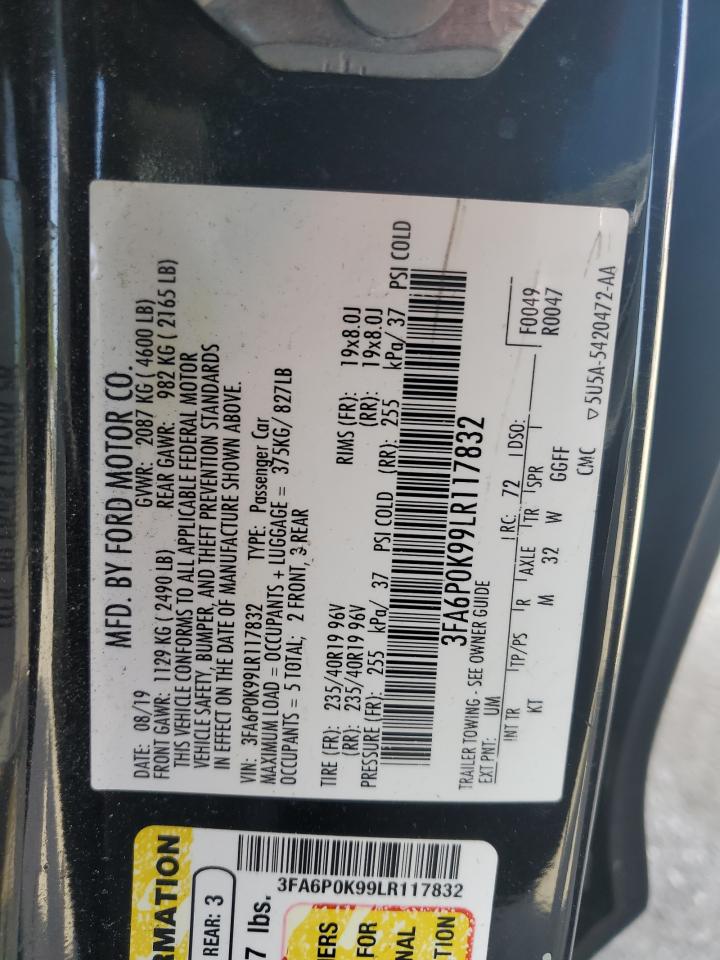 MFD. BY FORD MOTOR CO.
DATE: 08/19 GVWR: 2087 KG ( 4600 LB)
FRONT GAWR: 1129 KG ( 2490 LB) REAR GAWR: 982 KG ( 2165 LB)
THIS VEHICLE CONFORMS TO ALL APPLICABLE FEDERAL MOTOR
VEHICLE SAFETY, BUMPER, AND THEFT PREVENTION STANDARDS
IN EFFECT ON THE DATE OF MANUFACTURE SHOWN ABOVE.
VIN: 3FA6P0K99LR117832 TYPE: Passenger Car
MAXIMUM LOAD = OCCUPANTS + LUGGAGE = 375KG/ 827LB
OCCUPANTS = 5 TOTAL; 2 FRONT, 3 REAR
TIRE (FR): 235/40R19 96V RIMS (FR): 19x8.0J
(RR): 235/40R19 96V (RR): 19x8.0J
PRESSURE (FR): 255 kPa/ 37 PSI COLD (RR): 255 kPa/ 37 PSI COLD
3FA6P0K99LR117832
TRAILER TOWING - SEE OWNER GUIDE
EXT PNT: UM RC: 72 DSO: F0049
R0047
INT TR TP/PS R AXLE TR SPR
KT M 32 W GGFF
CMC 5U5A-5420472-AA
RMATION
REAR: 3
7 lbs.
3FA6P0K99LR117832
IERS
FOR
NAL
TION